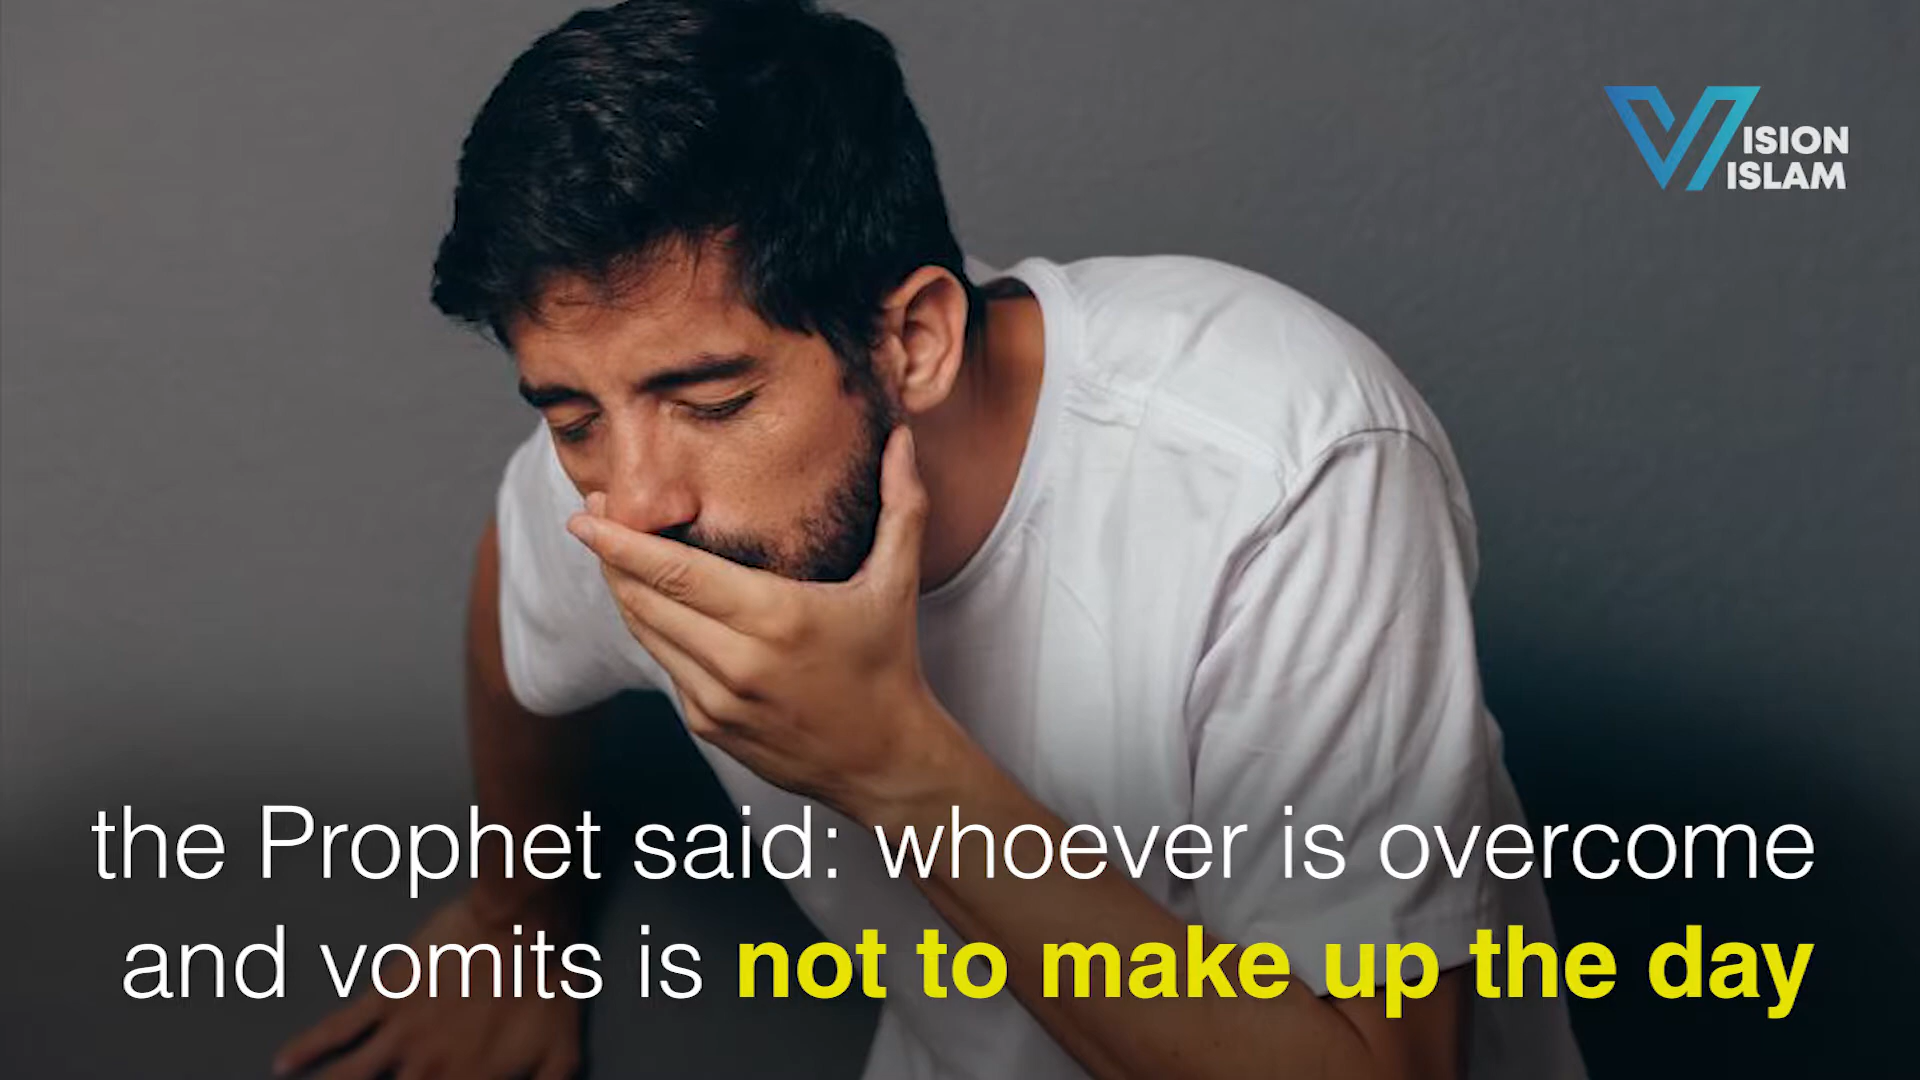 VISION
ISLAM
the Prophet said: whoever is overcome
and vomits is not to make up the day